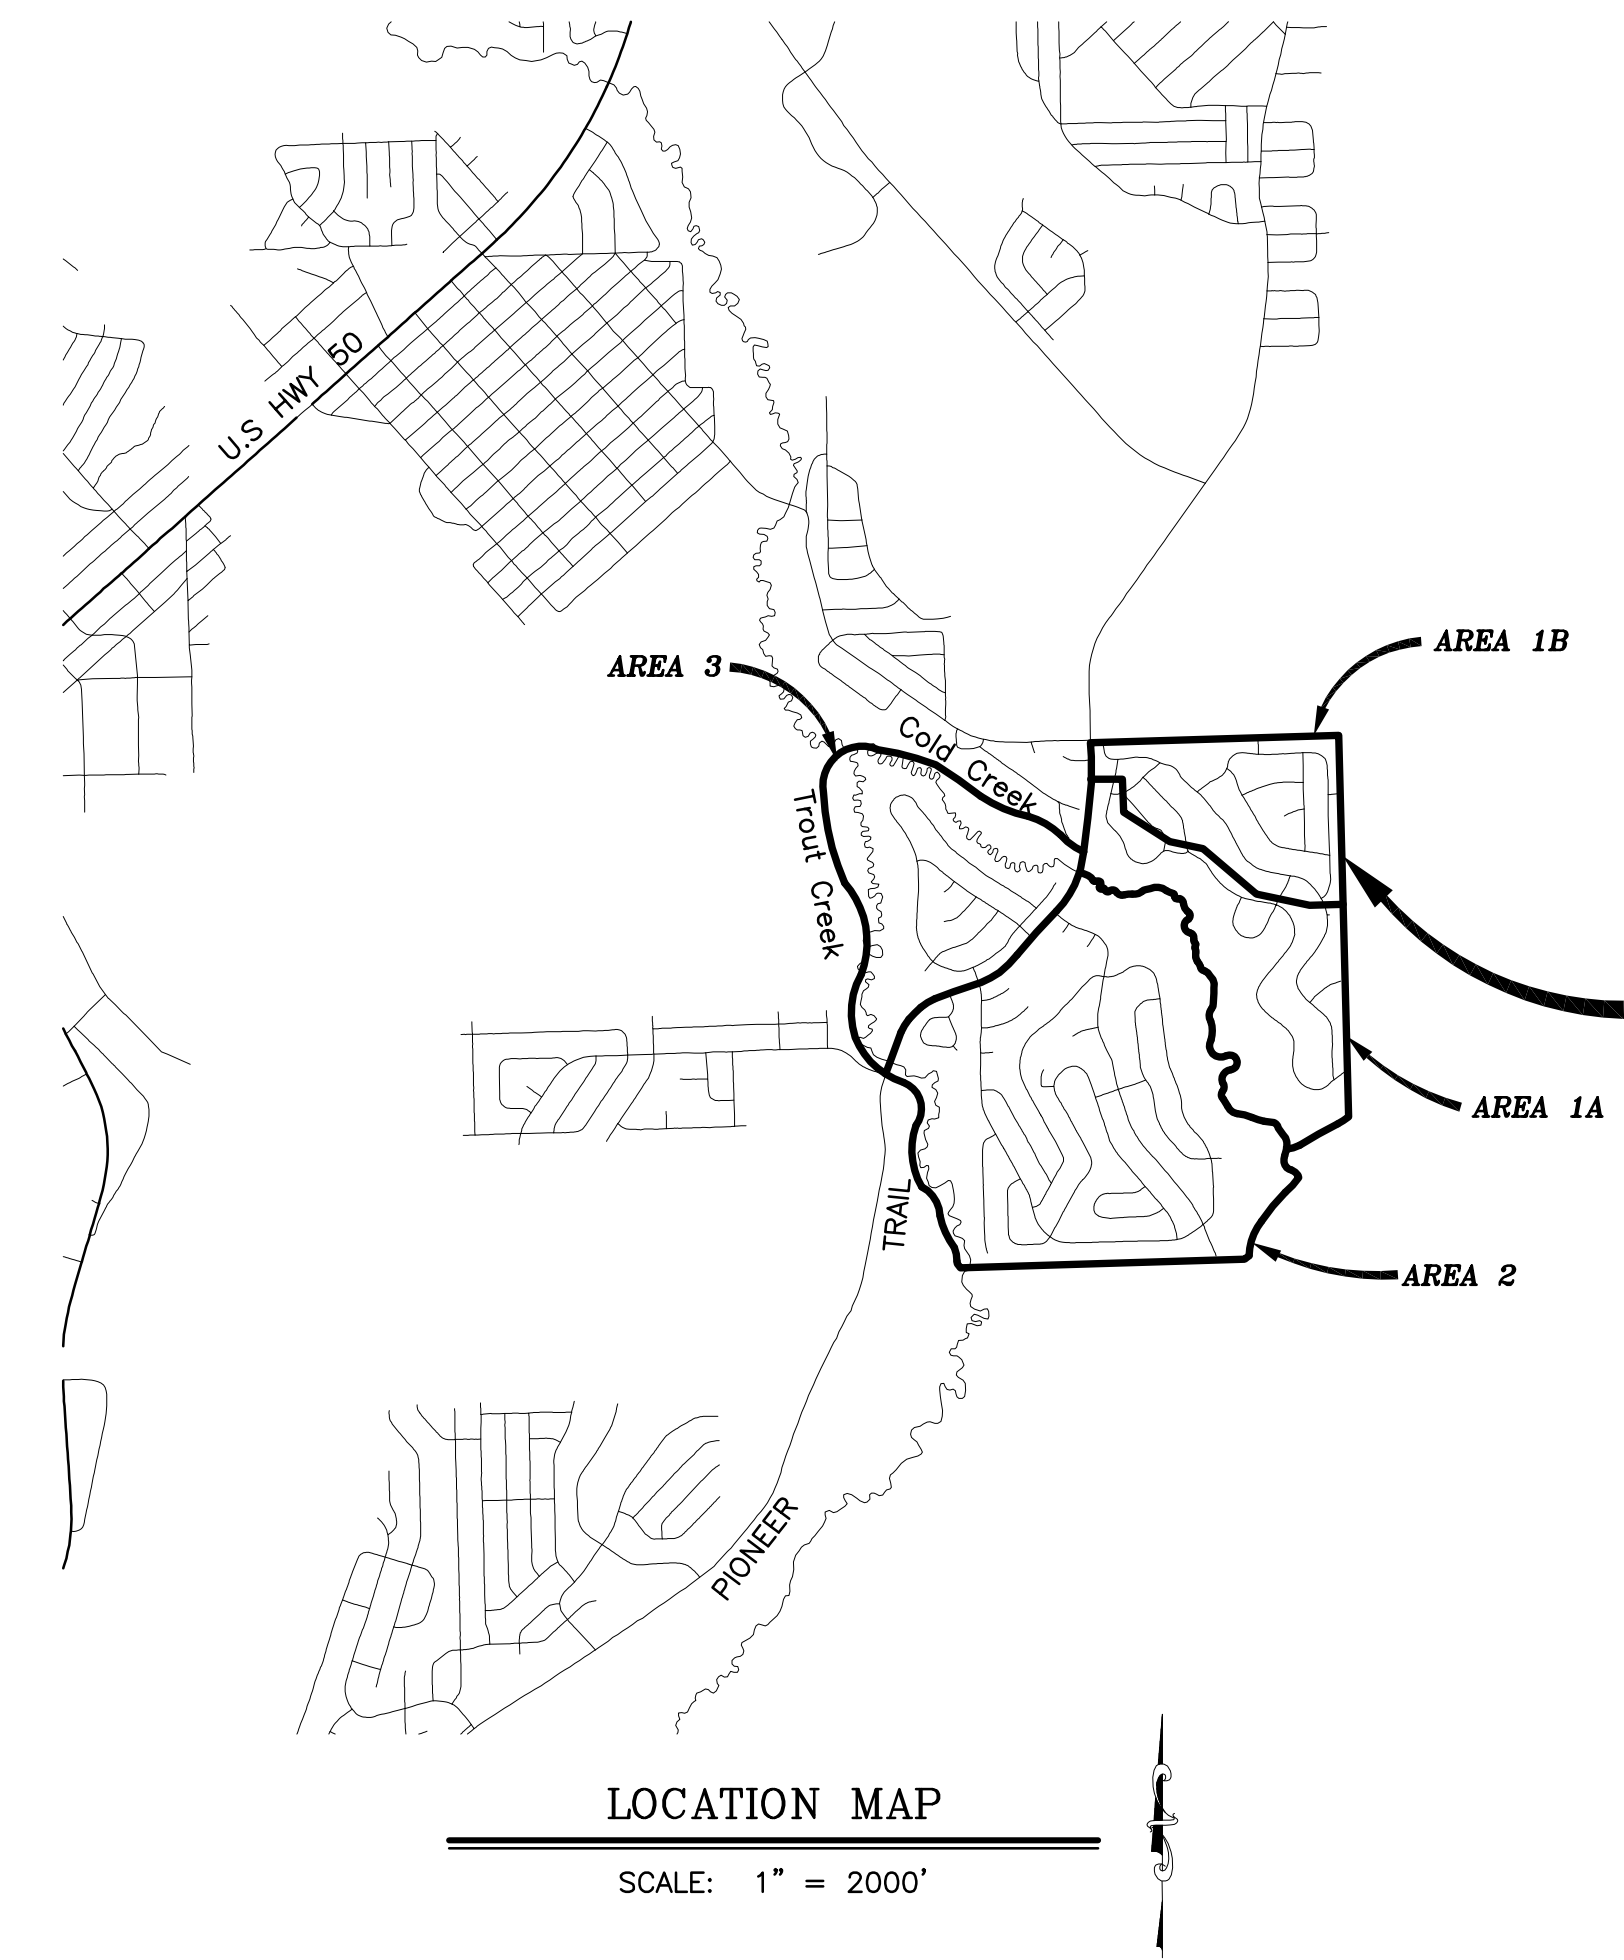 U.S HWY 50
AREA 1B
AREA 3
Cold Creek
Trout Creek
AREA 1A
TRAIL
AREA 2
PIONEER
LOCATION MAP
SCALE: 1" = 2000'